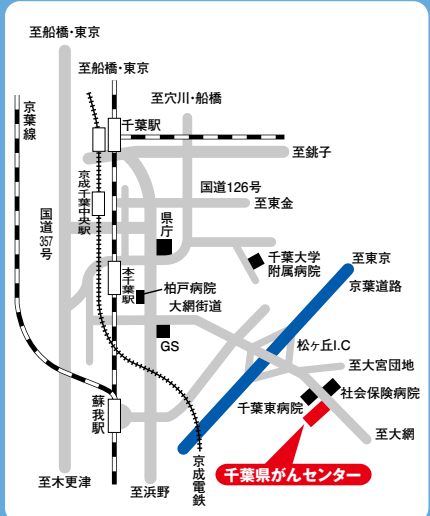 至船橋・東京
至船橋・東京
京葉線
至穴川・船橋
千葉駅
至銚子
国道126号
京成千葉中央駅
至東金
国道357号
県庁
千葉大学
附属病院
至東京
京葉道路
本千葉駅
柏戸病院
大網街道
GS
松ヶ丘I.C
至大宮団地
社会保険病院
千葉東病院
蘇我駅
至大網
京成電鉄
千葉県がんセンター
至木更津
至浜野